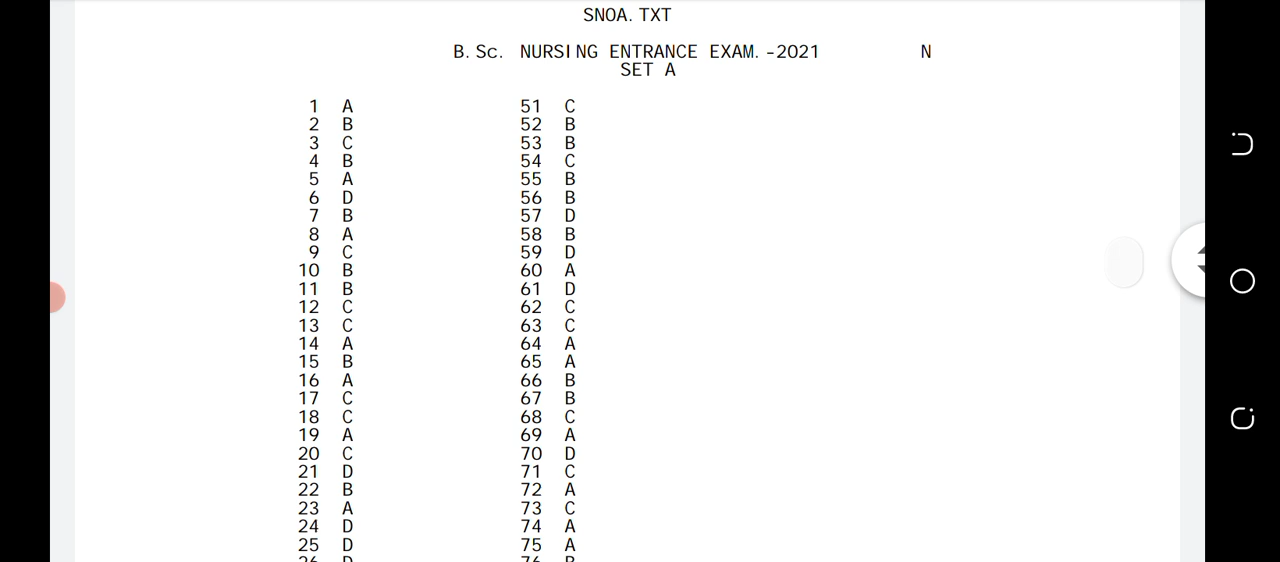 SNOA.TXT
B.Sc. NURSING ENTRANCE EXAM.-2021 N
SET A
1 A 51 C
2 B 52 B
3 C 53 B
4 B 54 C
5 A 55 B
6 D 56 B
7 B 57 D
8 A 58 B
9 C 59 D
10 B 60 A
11 B 61 D
12 C 62 C
13 C 63 C
14 A 64 A
15 B 65 A
16 A 66 B
17 C 67 B
18 C 68 C
19 A 69 A
20 C 70 D
21 D 71 C
22 B 72 A
23 A 73 C
24 D 74 A
25 D 75 A